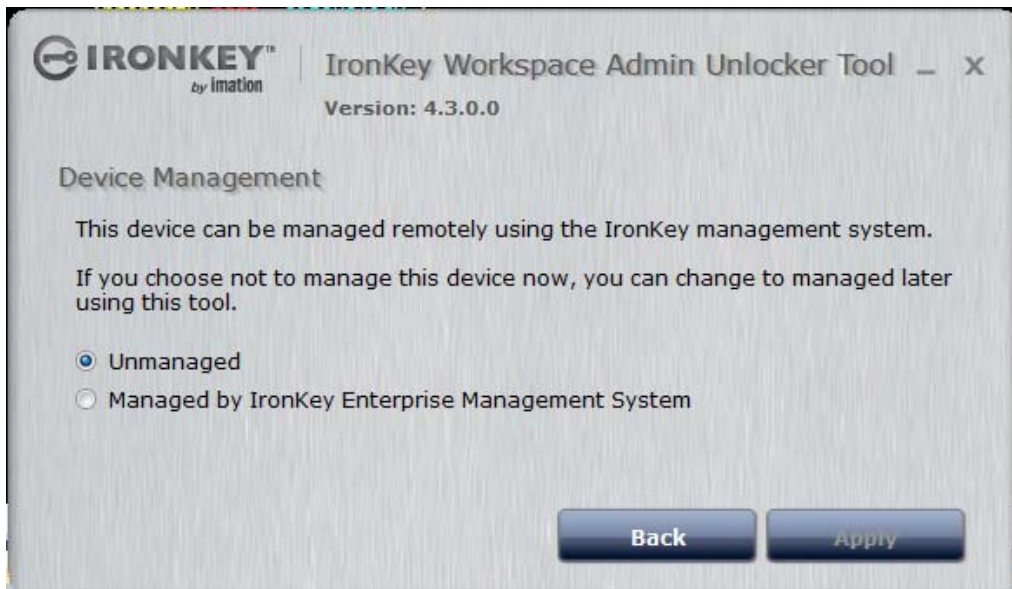 IRONKEY™
by imation
IronKey Workspace Admin Unlocker Tool
Version: 4.3.0.0
Device Management
This device can be managed remotely using the IronKey management system.
If you choose not to manage this device now, you can change to managed later
using this tool.
Unmanaged
Managed by IronKey Enterprise Management System
Back
Apply